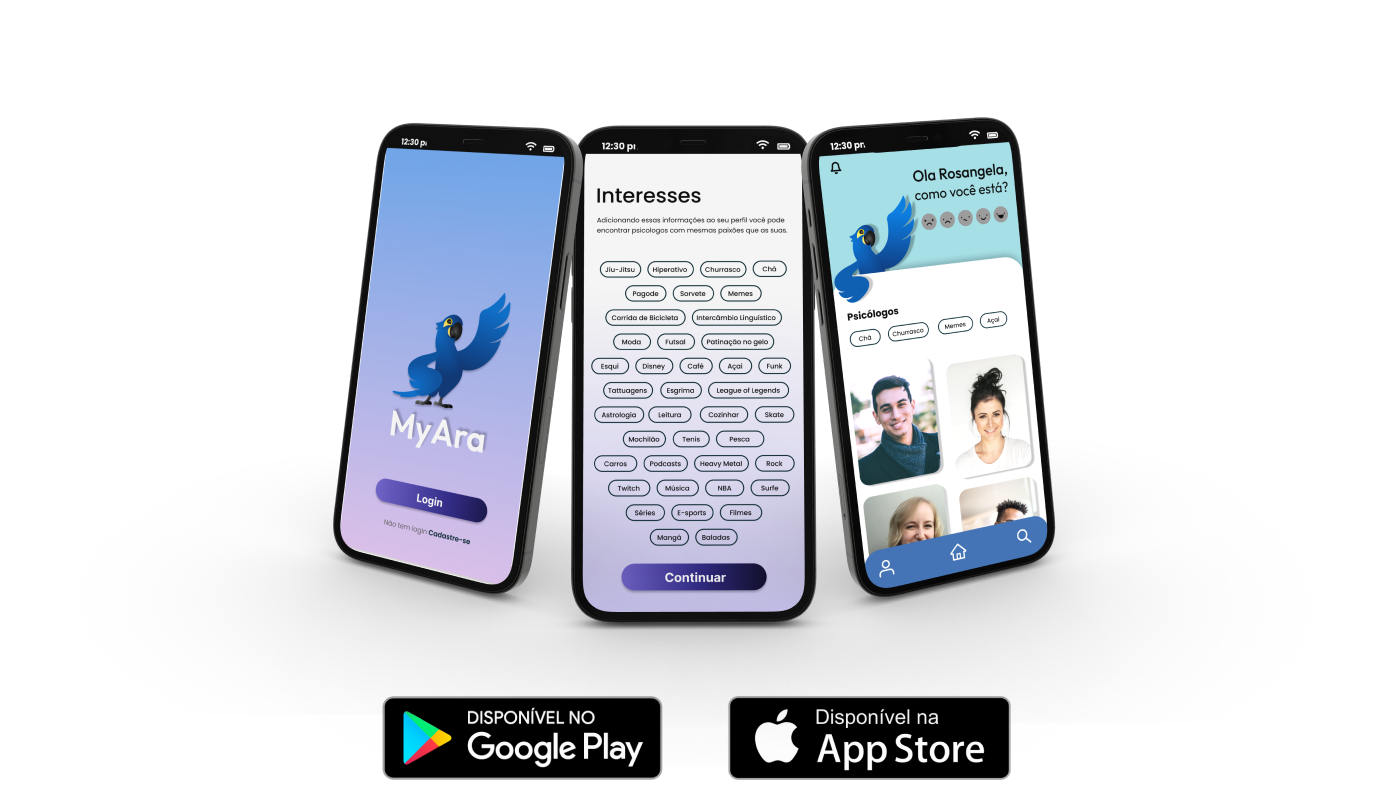 12:30
MyAra
Login
Não tem login Cadastre-se
12:30
Interesses
Adicionando essas informações ao seu perfil você pode
encontrar psicologos com mesmas paixões que as suas.
Jiu-Jitsu Hiperativo Churrasco Chá
Pagode Sorvete Memes
Corrida de Bicicleta Intercâmbio Linguístico
Moda Futsal Patinação no gelo
Esqui Disney Café Açai Funk
Tattuagens Esgrima League of Legends
Astrologia Leitura Cozinhar Skate
Mochilão Tenis Pesca
Carros Podcasts Heavy Metal Rock
Twitch Música NBA Surfe
Séries E-sports Filmes
Mangá Baladas
Continuar
12:30
Ola Rosangela,
como você está?
Psicólogos
Chá Churrasco Memes Açai
DISPONÍVEL NO
Google Play
Disponível na
App Store